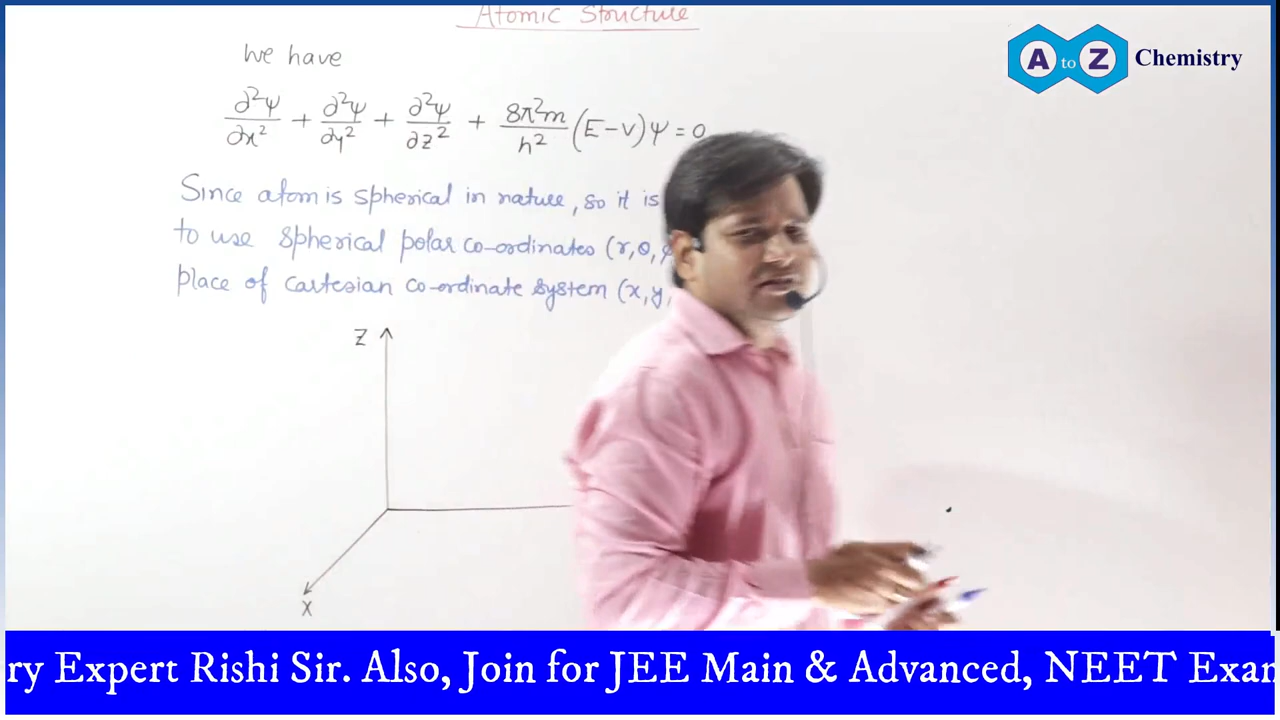 Atomic Structure
A to Z Chemistry
We have
∂²ψ/∂x² + ∂²ψ/∂y² + ∂²ψ/∂z² + 8π²m/h² (E-V)ψ = 0
Since atom is spherical in nature, so it is
to use spherical polar co-ordinates (r, θ, φ
place of cartesian co-ordinate system (x, y,
Z
X
ry Expert Rishi Sir. Also, Join for JEE Main & Advanced, NEET Exam